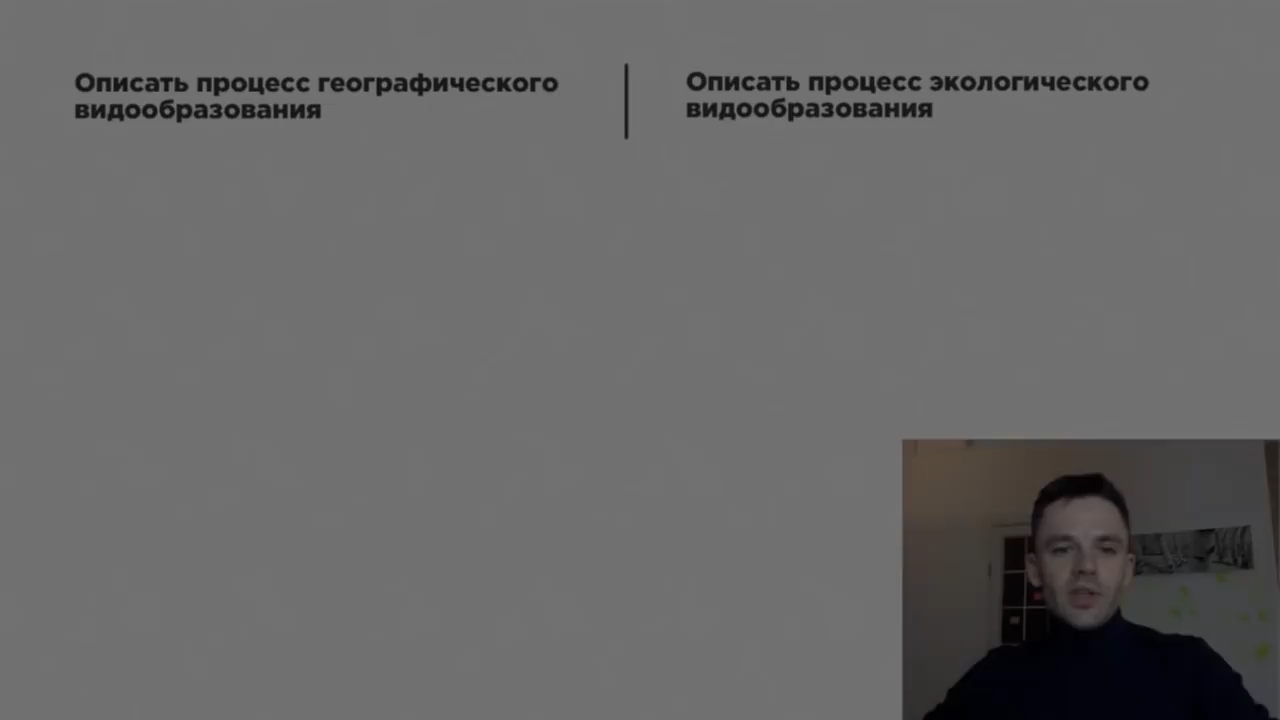 Описать процесс географического
видообразования
Описать процесс экологического
видообразования